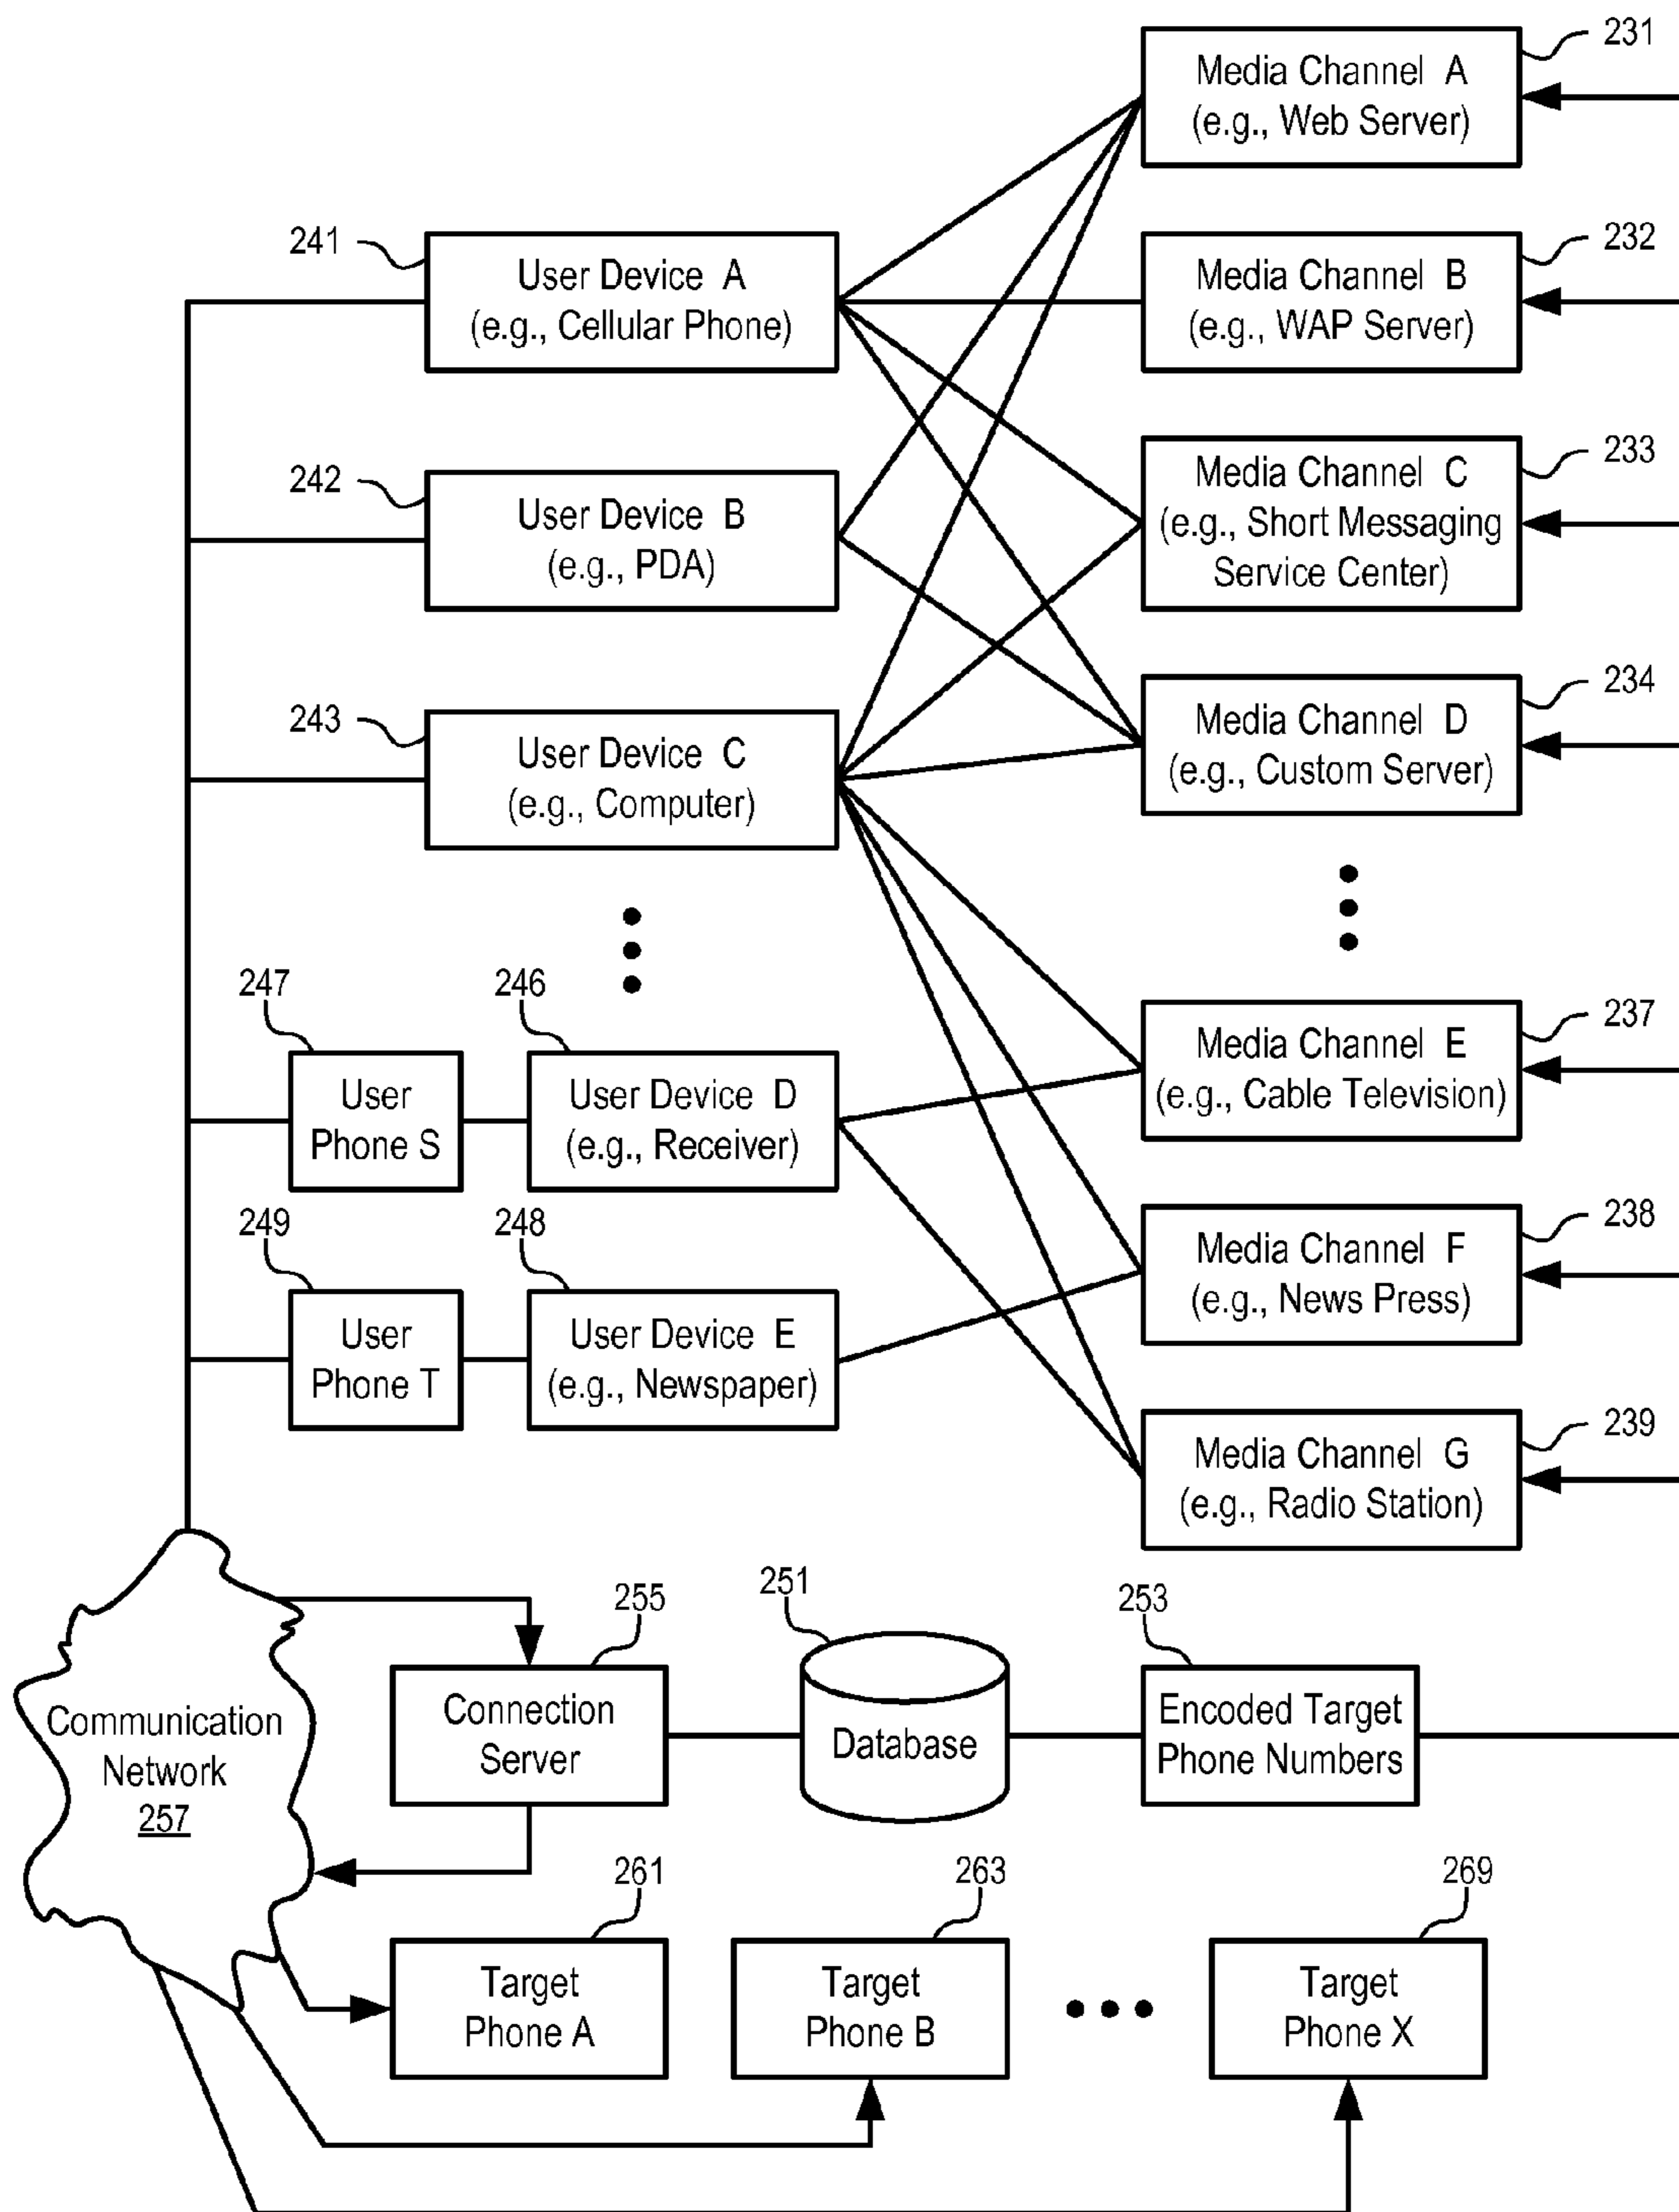 231
Media Channel A
(e.g., Web Server)
241
User Device A
(e.g., Cellular Phone)
232
Media Channel B
(e.g., WAP Server)
242
User Device B
(e.g., PDA)
233
Media Channel C
(e.g., Short Messaging
Service Center)
243
User Device C
(e.g., Computer)
234
Media Channel D
(e.g., Custom Server)
247
User
Phone S
246
User Device D
(e.g., Receiver)
237
Media Channel E
(e.g., Cable Television)
249
User
Phone T
248
User Device E
(e.g., Newspaper)
238
Media Channel F
(e.g., News Press)
239
Media Channel G
(e.g., Radio Station)
Communication
Network
257
255
Connection
Server
251
Database
253
Encoded Target
Phone Numbers
261
Target
Phone A
263
Target
Phone B
269
Target
Phone X